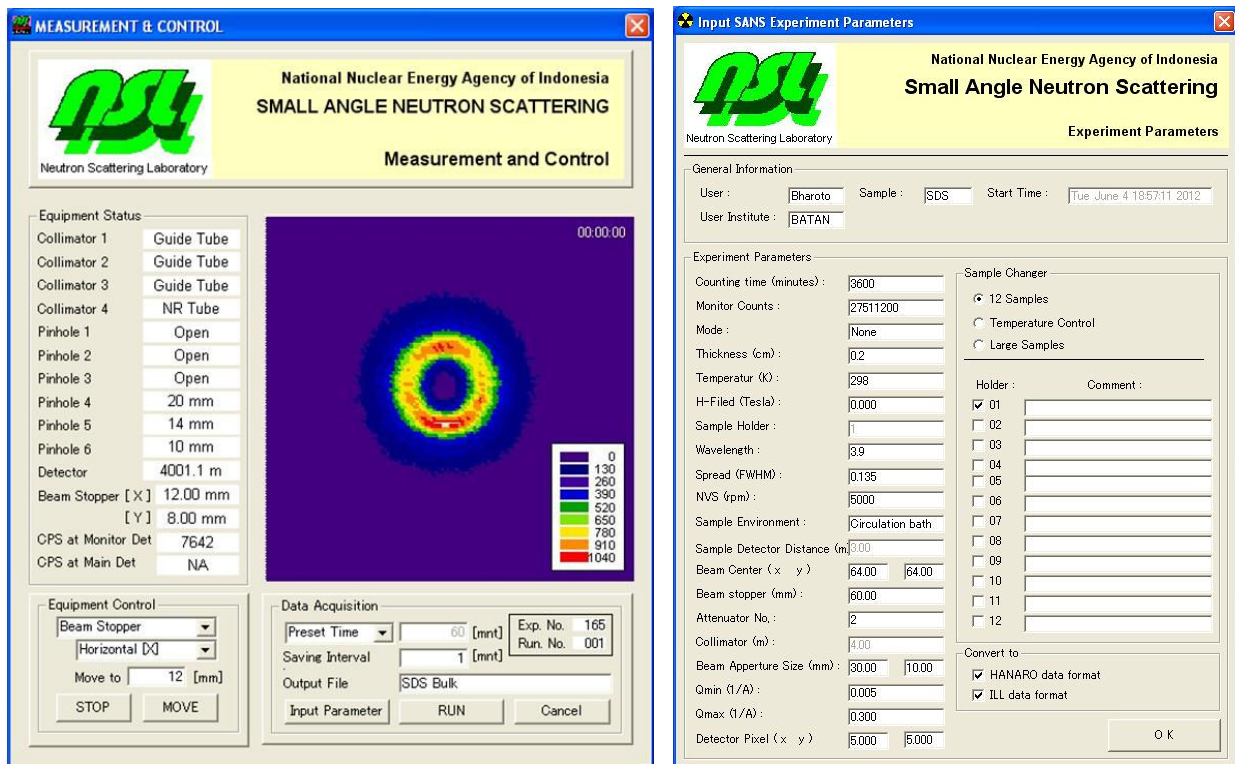 MEASUREMENT & CONTROL
National Nuclear Energy Agency of Indonesia
SMALL ANGLE NEUTRON SCATTERING
Neutron Scattering Laboratory
Measurement and Control
Equipment Status
Collimator 1 Guide Tube
Collimator 2 Guide Tube
Collimator 3 Guide Tube
Collimator 4 NR Tube
Pinhole 1 Open
Pinhole 2 Open
Pinhole 3 Open
Pinhole 4 20 mm
Pinhole 5 14 mm
Pinhole 6 10 mm
Detector 4001.1 m
Beam Stopper [ X ] 12.00 mm
[ Y ] 8.00 mm
CPS at Monitor Det 7642
CPS at Main Det NA
00:00:00
0
130
260
390
520
650
780
910
1040
Equipment Control
Beam Stopper
Horizontal [X]
Move to 12 [mm]
STOP MOVE
Data Acquisition
Preset Time 60 [mnt] Exp. No. 165
Run. No. 001
Saving Interval 1 [mnt]
Output File SDS Bulk
Input Parameter RUN Cancel
Input SANS Experiment Parameters
National Nuclear Energy Agency of Indonesia
Small Angle Neutron Scattering
Neutron Scattering Laboratory
Experiment Parameters
General Information
User : Bharoto Sample : SDS Start Time : Tue June 4 18:57:11 2012
User Institute : BATAN
Experiment Parameters
Counting time (minutes) : 3600
Monitor Counts : 27511200
Mode : None
Thickness (cm) : 0.2
Temperatur (K) : 298
H-Filed (Tesla) : 0.000
Sample Holder : 1
Wavelength : 3.9
Spread (FWHM) : 0.135
NVS (rpm) : 5000
Sample Environment : Circulation bath
Sample Detector Distance (m 3.00
Beam Center ( x y ) 64.00 64.00
Beam stopper (mm) : 60.00
Attenuator No, : 2
Collimator (m) : 4.00
Beam Apperture Size (mm) : 30.00 10.00
Qmin (1/A) : 0.005
Qmax (1/A) : 0.300
Detector Pixel ( x y ) 5.000 5.000
Sample Changer
12 Samples
Temperature Control
Large Samples
Holder : Comment :
01
02
03
04
05
06
07
08
09
10
11
12
Convert to
HANARO data format
ILL data format
O K